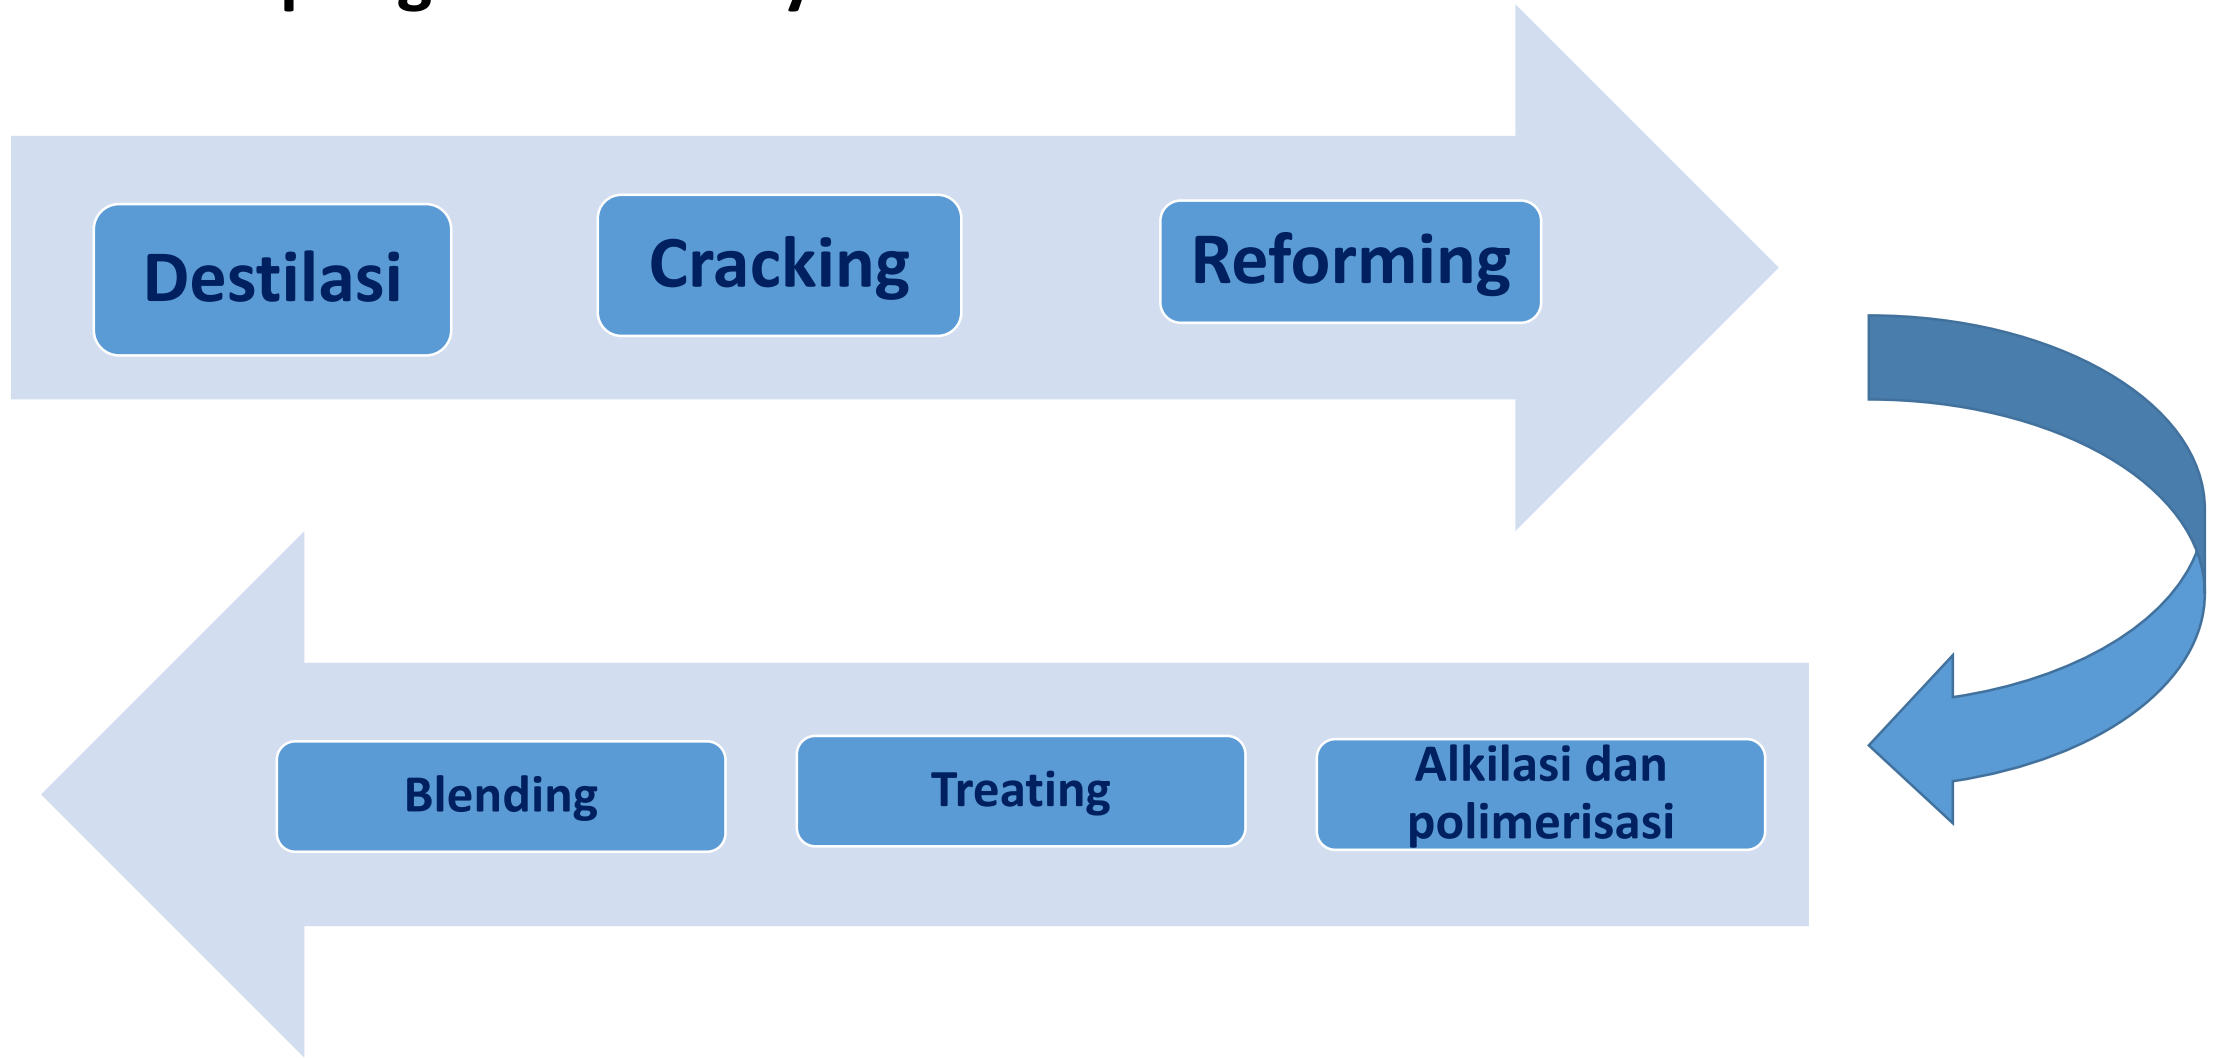 Destilasi
Cracking
Reforming
Alkilasi dan
polimerisasi
Treating
Blending